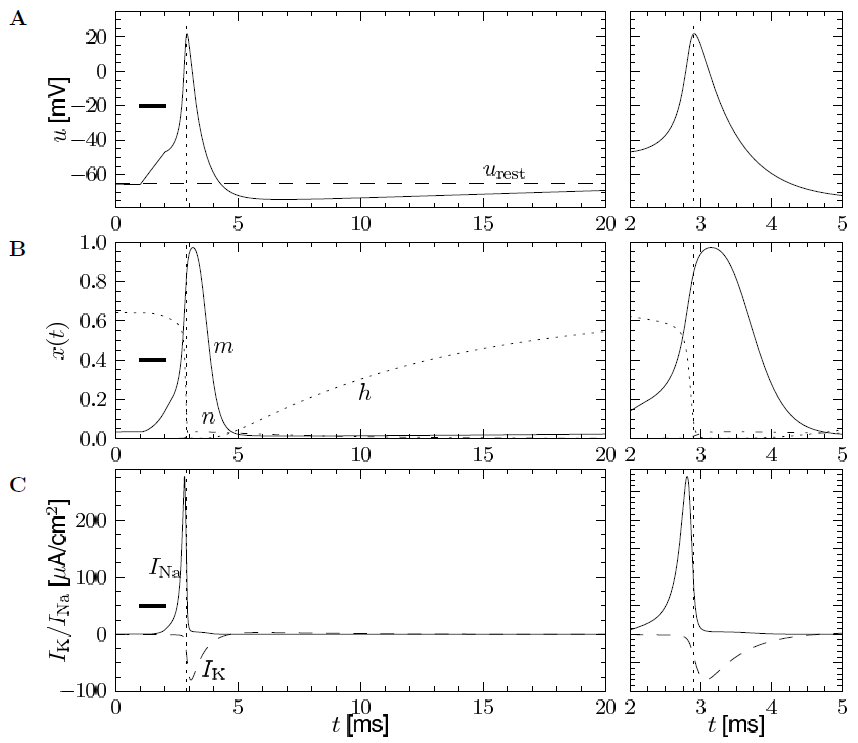 A
u [mV]
20
0
−20
−40
−60
u_rest
0 5 10 15 20
2 3 4 5
B
x(t)
1.0
0.8
0.6
0.4
0.2
0.0
m
n
h
0 5 10 15 20
2 3 4 5
C
I_K/I_Na [μA/cm²]
200
100
0
−100
I_Na
I_K
0 5 10 15 20
2 3 4 5
t [ms]
t [ms]